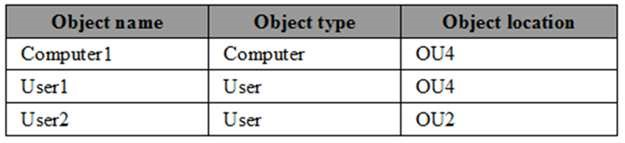 Object name Object type Object location
Computer1 Computer OU4
User1 User OU4
User2 User OU2